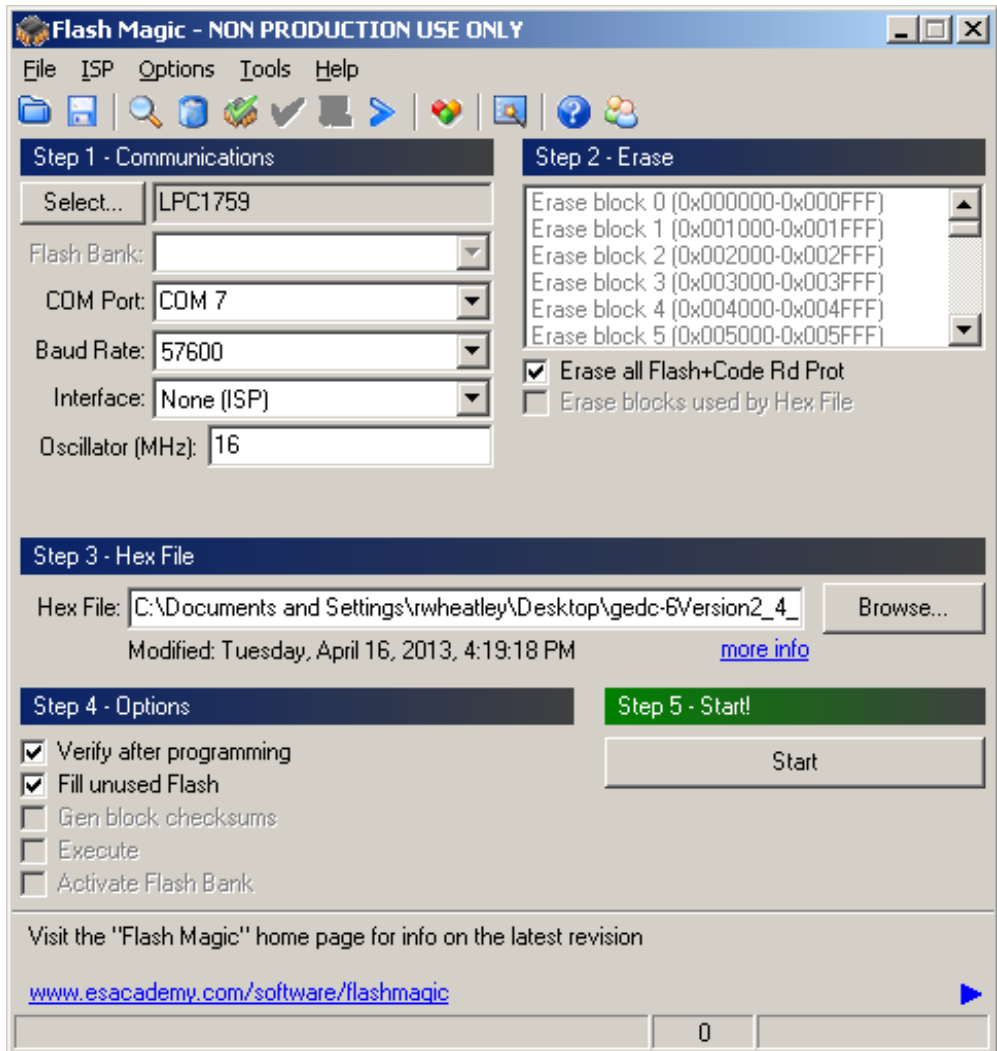 Flash Magic - NON PRODUCTION USE ONLY
File ISP Options Tools Help
Step 1 - Communications
Select... LPC1759
Flash Bank:
COM Port: COM 7
Baud Rate: 57600
Interface: None (ISP)
Oscillator (MHz): 16
Step 2 - Erase
Erase block 0 (0x000000-0x000FFF)
Erase block 1 (0x001000-0x001FFF)
Erase block 2 (0x002000-0x002FFF)
Erase block 3 (0x003000-0x003FFF)
Erase block 4 (0x004000-0x004FFF)
Erase block 5 (0x005000-0x005FFF)
Erase all Flash+Code Rd Prot
Erase blocks used by Hex File
Step 3 - Hex File
Hex File: C:\Documents and Settings\rwheatley\Desktop\gedc-6Version2_4_ Browse...
Modified: Tuesday, April 16, 2013, 4:19:18 PM more info
Step 4 - Options
Verify after programming
Fill unused Flash
Gen block checksums
Execute
Activate Flash Bank
Step 5 - Start!
Start
Visit the "Flash Magic" home page for info on the latest revision
www.esacademy.com/software/flashmagic
0